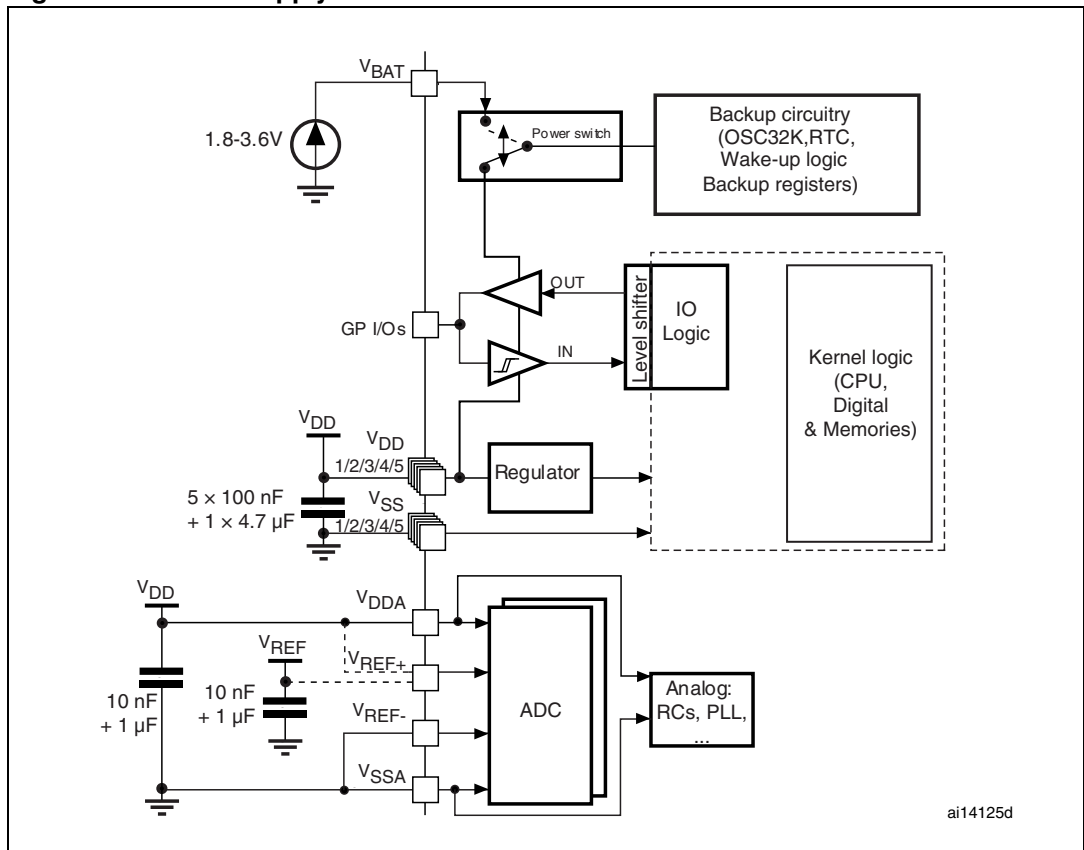 VBAT
1.8-3.6V
Power switch
Backup circuitry
(OSC32K,RTC,
Wake-up logic
Backup registers)
OUT
GP I/Os
IN
Level shifter
IO
Logic
Kernel logic
(CPU,
Digital
& Memories)
VDD
VDD
1/2/3/4/5
Regulator
5 × 100 nF
+ 1 × 4.7 µF
VSS
1/2/3/4/5
VDD
VDDA
VREF
VREF+
10 nF
+ 1 µF
10 nF
+ 1 µF
VREF-
ADC
Analog:
RCs, PLL,
...
VSSA
ai14125d